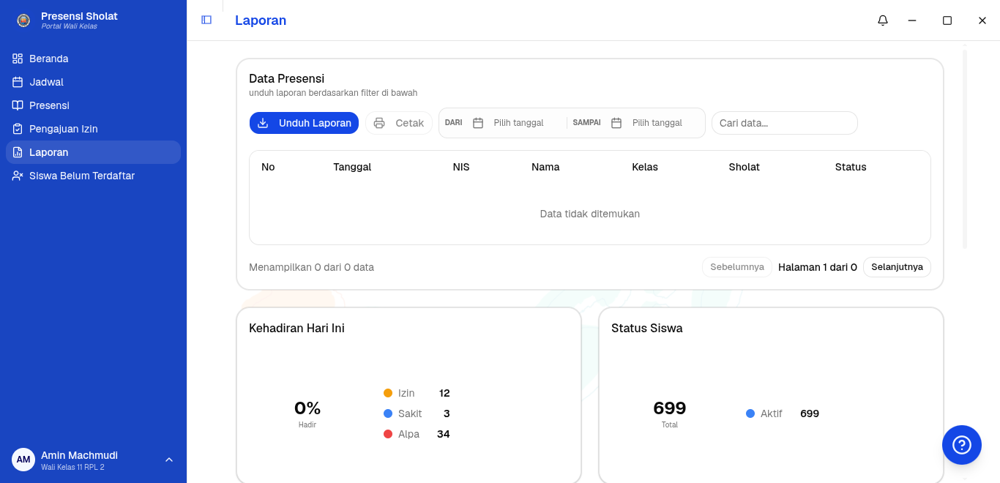 Presensi Sholat
Portal Wali Kelas
Beranda
Jadwal
Presensi
Pengajuan Izin
Laporan
Siswa Belum Terdaftar
AM
Amin Machmudi
Wali Kelas 11 RPL 2
Laporan
Data Presensi
unduh laporan berdasarkan filter di bawah
Unduh Laporan Cetak DARI Pilih tanggal SAMPAI Pilih tanggal Cari data...
No Tanggal NIS Nama Kelas Sholat Status
Data tidak ditemukan
Menampilkan 0 dari 0 data Sebelumnya Halaman 1 dari 0 Selanjutnya
Kehadiran Hari Ini
0%
Hadir
Izin 12
Sakit 3
Alpa 34
Status Siswa
699
Total
Aktif 699